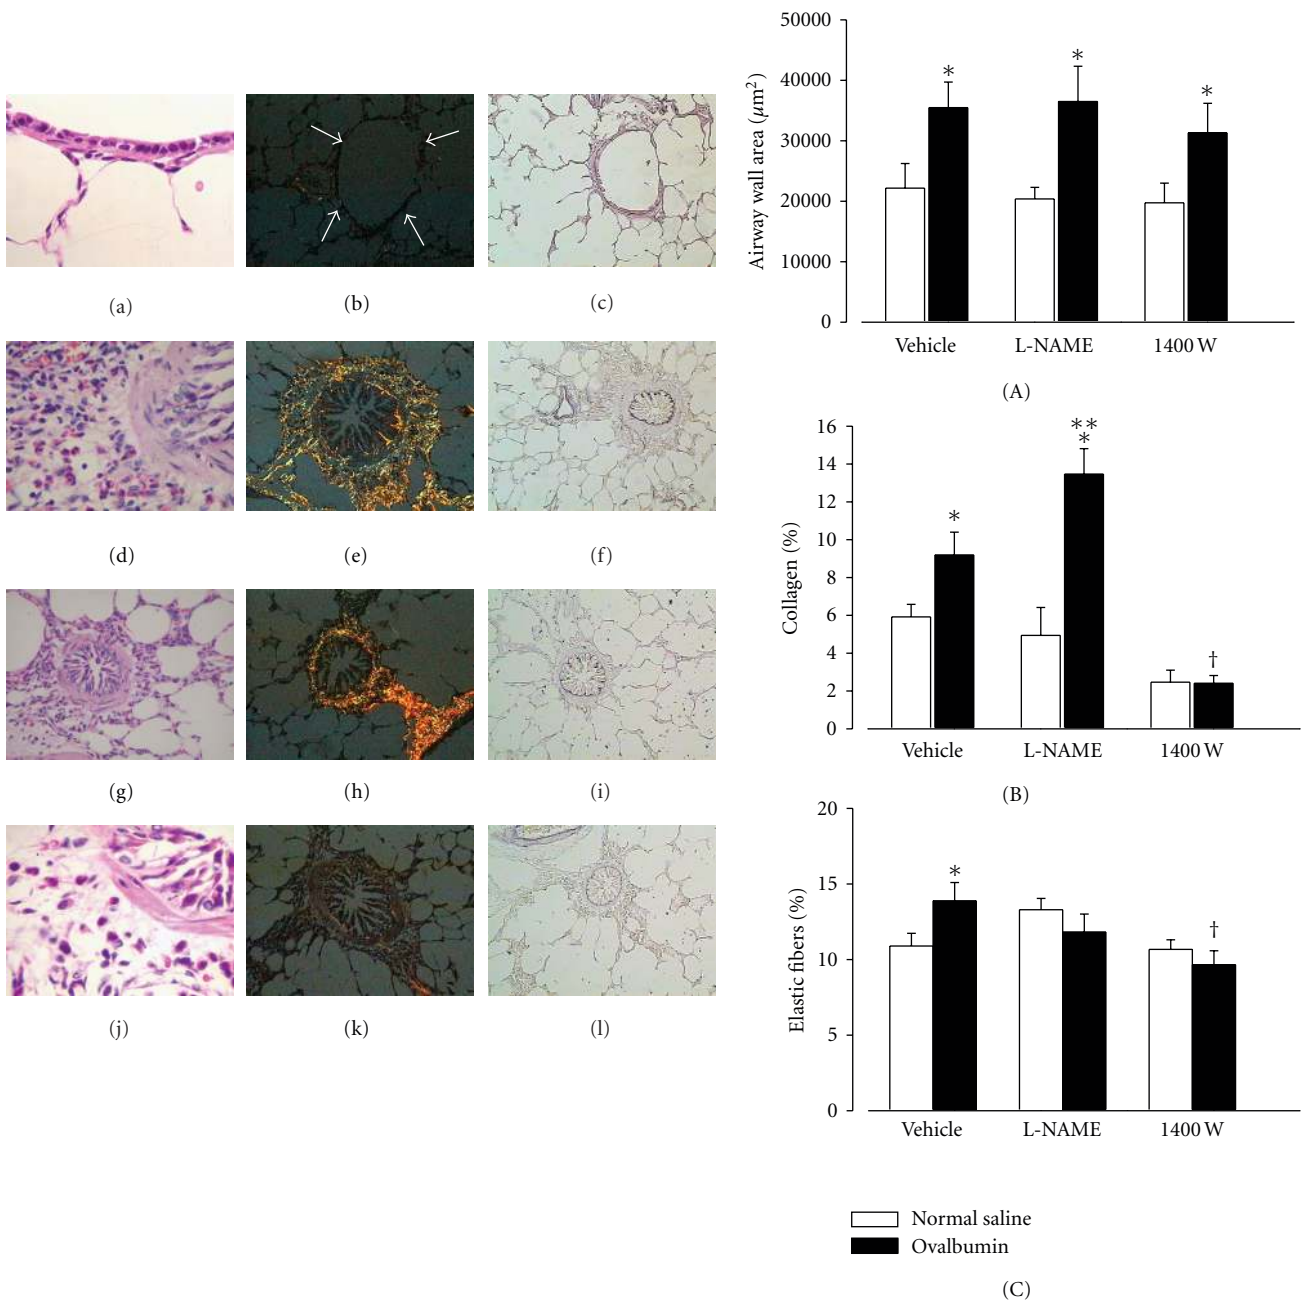 (a)
(b)
(c)
(d)
(e)
(f)
(g)
(h)
(i)
(j)
(k)
(l)
50000
40000
30000
20000
10000
0
Airway wall area (μm²)
*
*
*
Vehicle
L-NAME
1400 W
(A)
16
14
12
10
8
6
4
2
0
Collagen (%)
*
**
*
†
Vehicle
L-NAME
1400 W
(B)
20
15
10
5
0
Elastic fibers (%)
*
†
Vehicle
L-NAME
1400 W
Normal saline
Ovalbumin
(C)